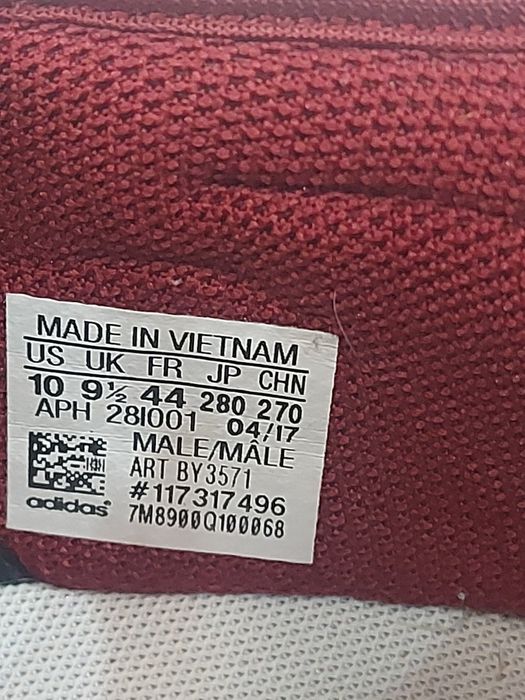 MADE IN VIETNAM
US UK FR JP CHN
10 9½ 44 280 270
APH 28I001 04/17
MALE/MÂLE
ART BY3571
#117317496
adidas® 7M8900Q100068